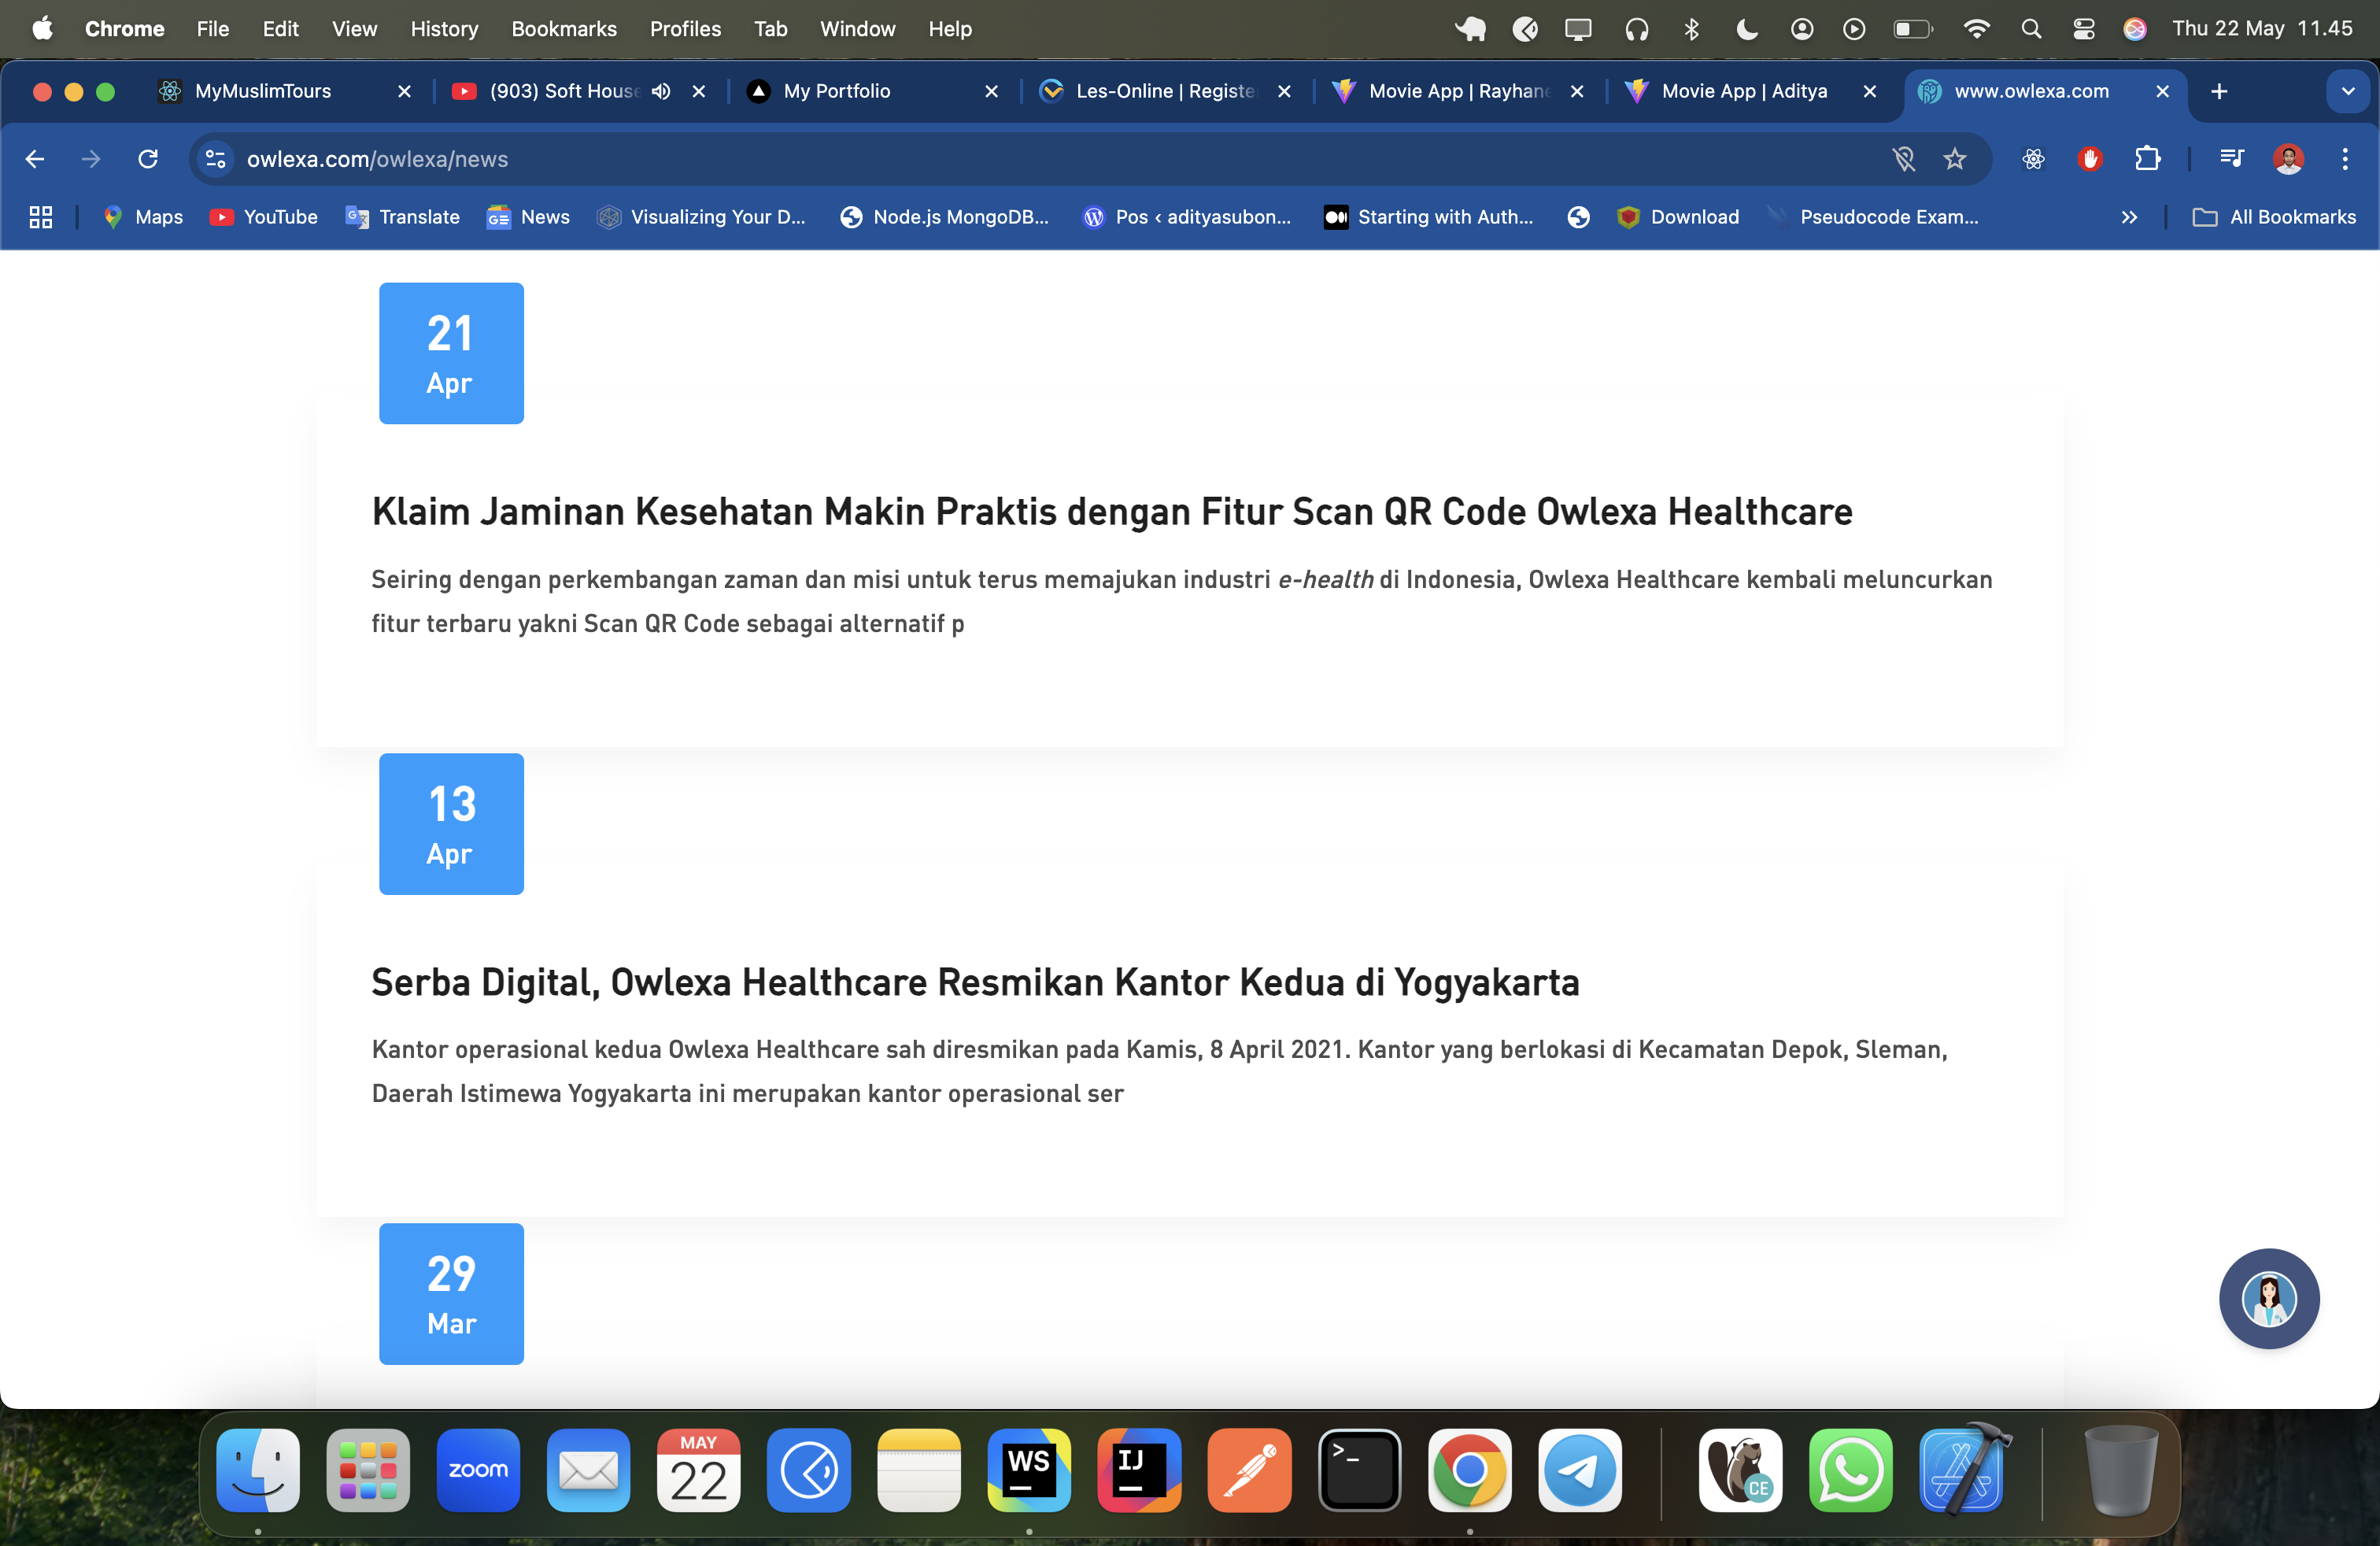 Chrome File Edit View History Bookmarks Profiles Tab Window Help Thu 22 May 11.45
MyMuslimTours (903) Soft House My Portfolio Les-Online | Register Movie App | Rayhane Movie App | Aditya www.owlexa.com
owlexa.com/owlexa/news
Maps YouTube Translate News Visualizing Your D... Node.js MongoDB... Pos ‹ adityasubon... Starting with Auth... Download Pseudocode Exam... » All Bookmarks
21
Apr
Klaim Jaminan Kesehatan Makin Praktis dengan Fitur Scan QR Code Owlexa Healthcare
Seiring dengan perkembangan zaman dan misi untuk terus memajukan industri e-health di Indonesia, Owlexa Healthcare kembali meluncurkan
fitur terbaru yakni Scan QR Code sebagai alternatif p
13
Apr
Serba Digital, Owlexa Healthcare Resmikan Kantor Kedua di Yogyakarta
Kantor operasional kedua Owlexa Healthcare sah diresmikan pada Kamis, 8 April 2021. Kantor yang berlokasi di Kecamatan Depok, Sleman,
Daerah Istimewa Yogyakarta ini merupakan kantor operasional ser
29
Mar
zoom
MAY
22
WS
IJ
>_
CE